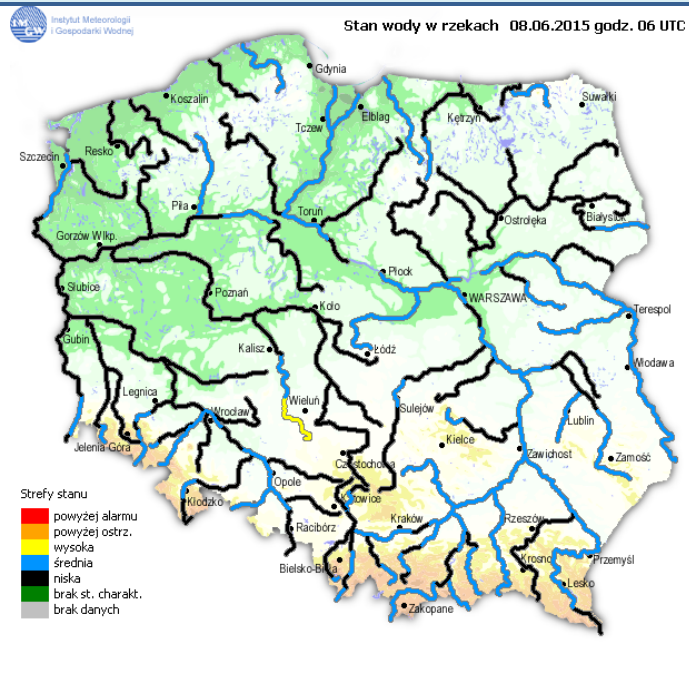 Instytut Meteorologii
i Gospodarki Wodnej
Stan wody w rzekach 08.06.2015 godz. 06 UTC
IM
GW
Gdynia
Koszalin
Suwałki
Elbląg
Kętrzyn
Tczew
Resko
Szczecin
Piła
Toruń
Ostrołęka
Białystok
Gorzów Wlkp.
Płock
Słubice
Poznań
WARSZAWA
Koło
Terespol
Gubin
Kalisz
Łódź
Włodawa
Legnica
Wieluń
Sulejów
Wrocław
Lublin
Kielce
Jelenia Góra
Zawichost
Częstochowa
Zamość
Opole
Strefy stanu
Kłodzko
Katowice
powyżej alarmu
Kraków
Rzeszów
Racibórz
powyżej ostrz.
wysoka
Przemyśl
Krosno
średnia
Bielsko-Biała
niska
Lesko
brak st. charakt.
Zakopane
brak danych